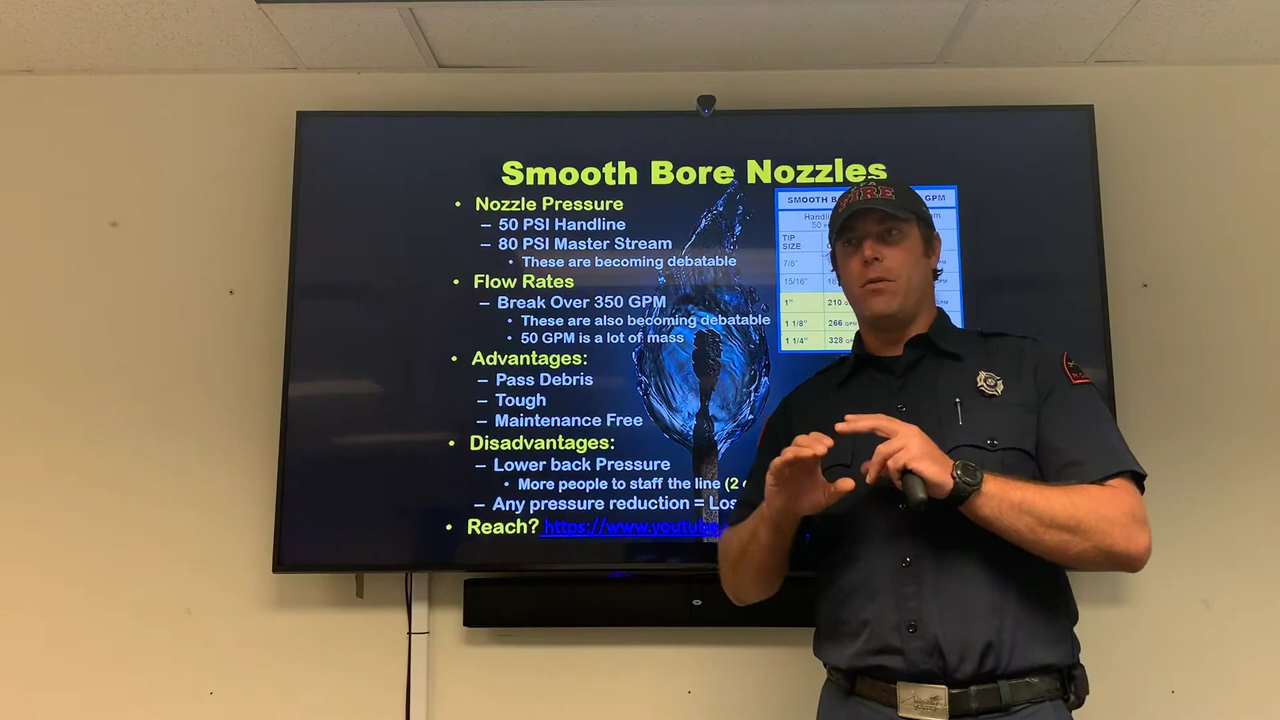 Smooth Bore Nozzles
• Nozzle Pressure
– 50 PSI Handline
– 80 PSI Master Stream
• These are becoming debatable
• Flow Rates
– Break Over 350 GPM
• These are also becoming debatable
• 50 GPM is a lot of mass
• Advantages:
– Pass Debris
– Tough
– Maintenance Free
• Disadvantages:
– Lower back Pressure
• More people to staff the line (2
– Any pressure reduction = Los
• Reach? https://www.youtube
SMOOTH B GPM
Handli
50
TIP
SIZE
7/8"
15/16"
1" 210
1 1/8" 266 GPM
1 1/4" 328
FIRE